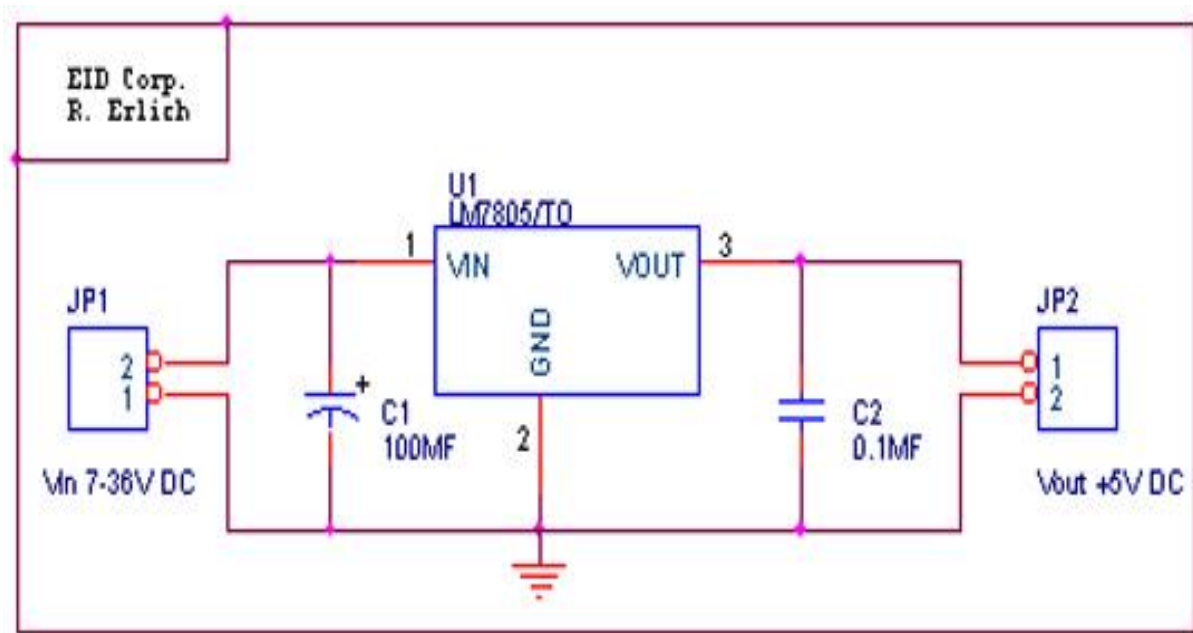 EID Corp.
R. Erlich
U1
LM7805/TO
1
VIN
VOUT
3
GND
2
JP1
2
1
Vin 7-36V DC
+
C1
100MF
C2
0.1MF
JP2
1
2
Vout +5V DC